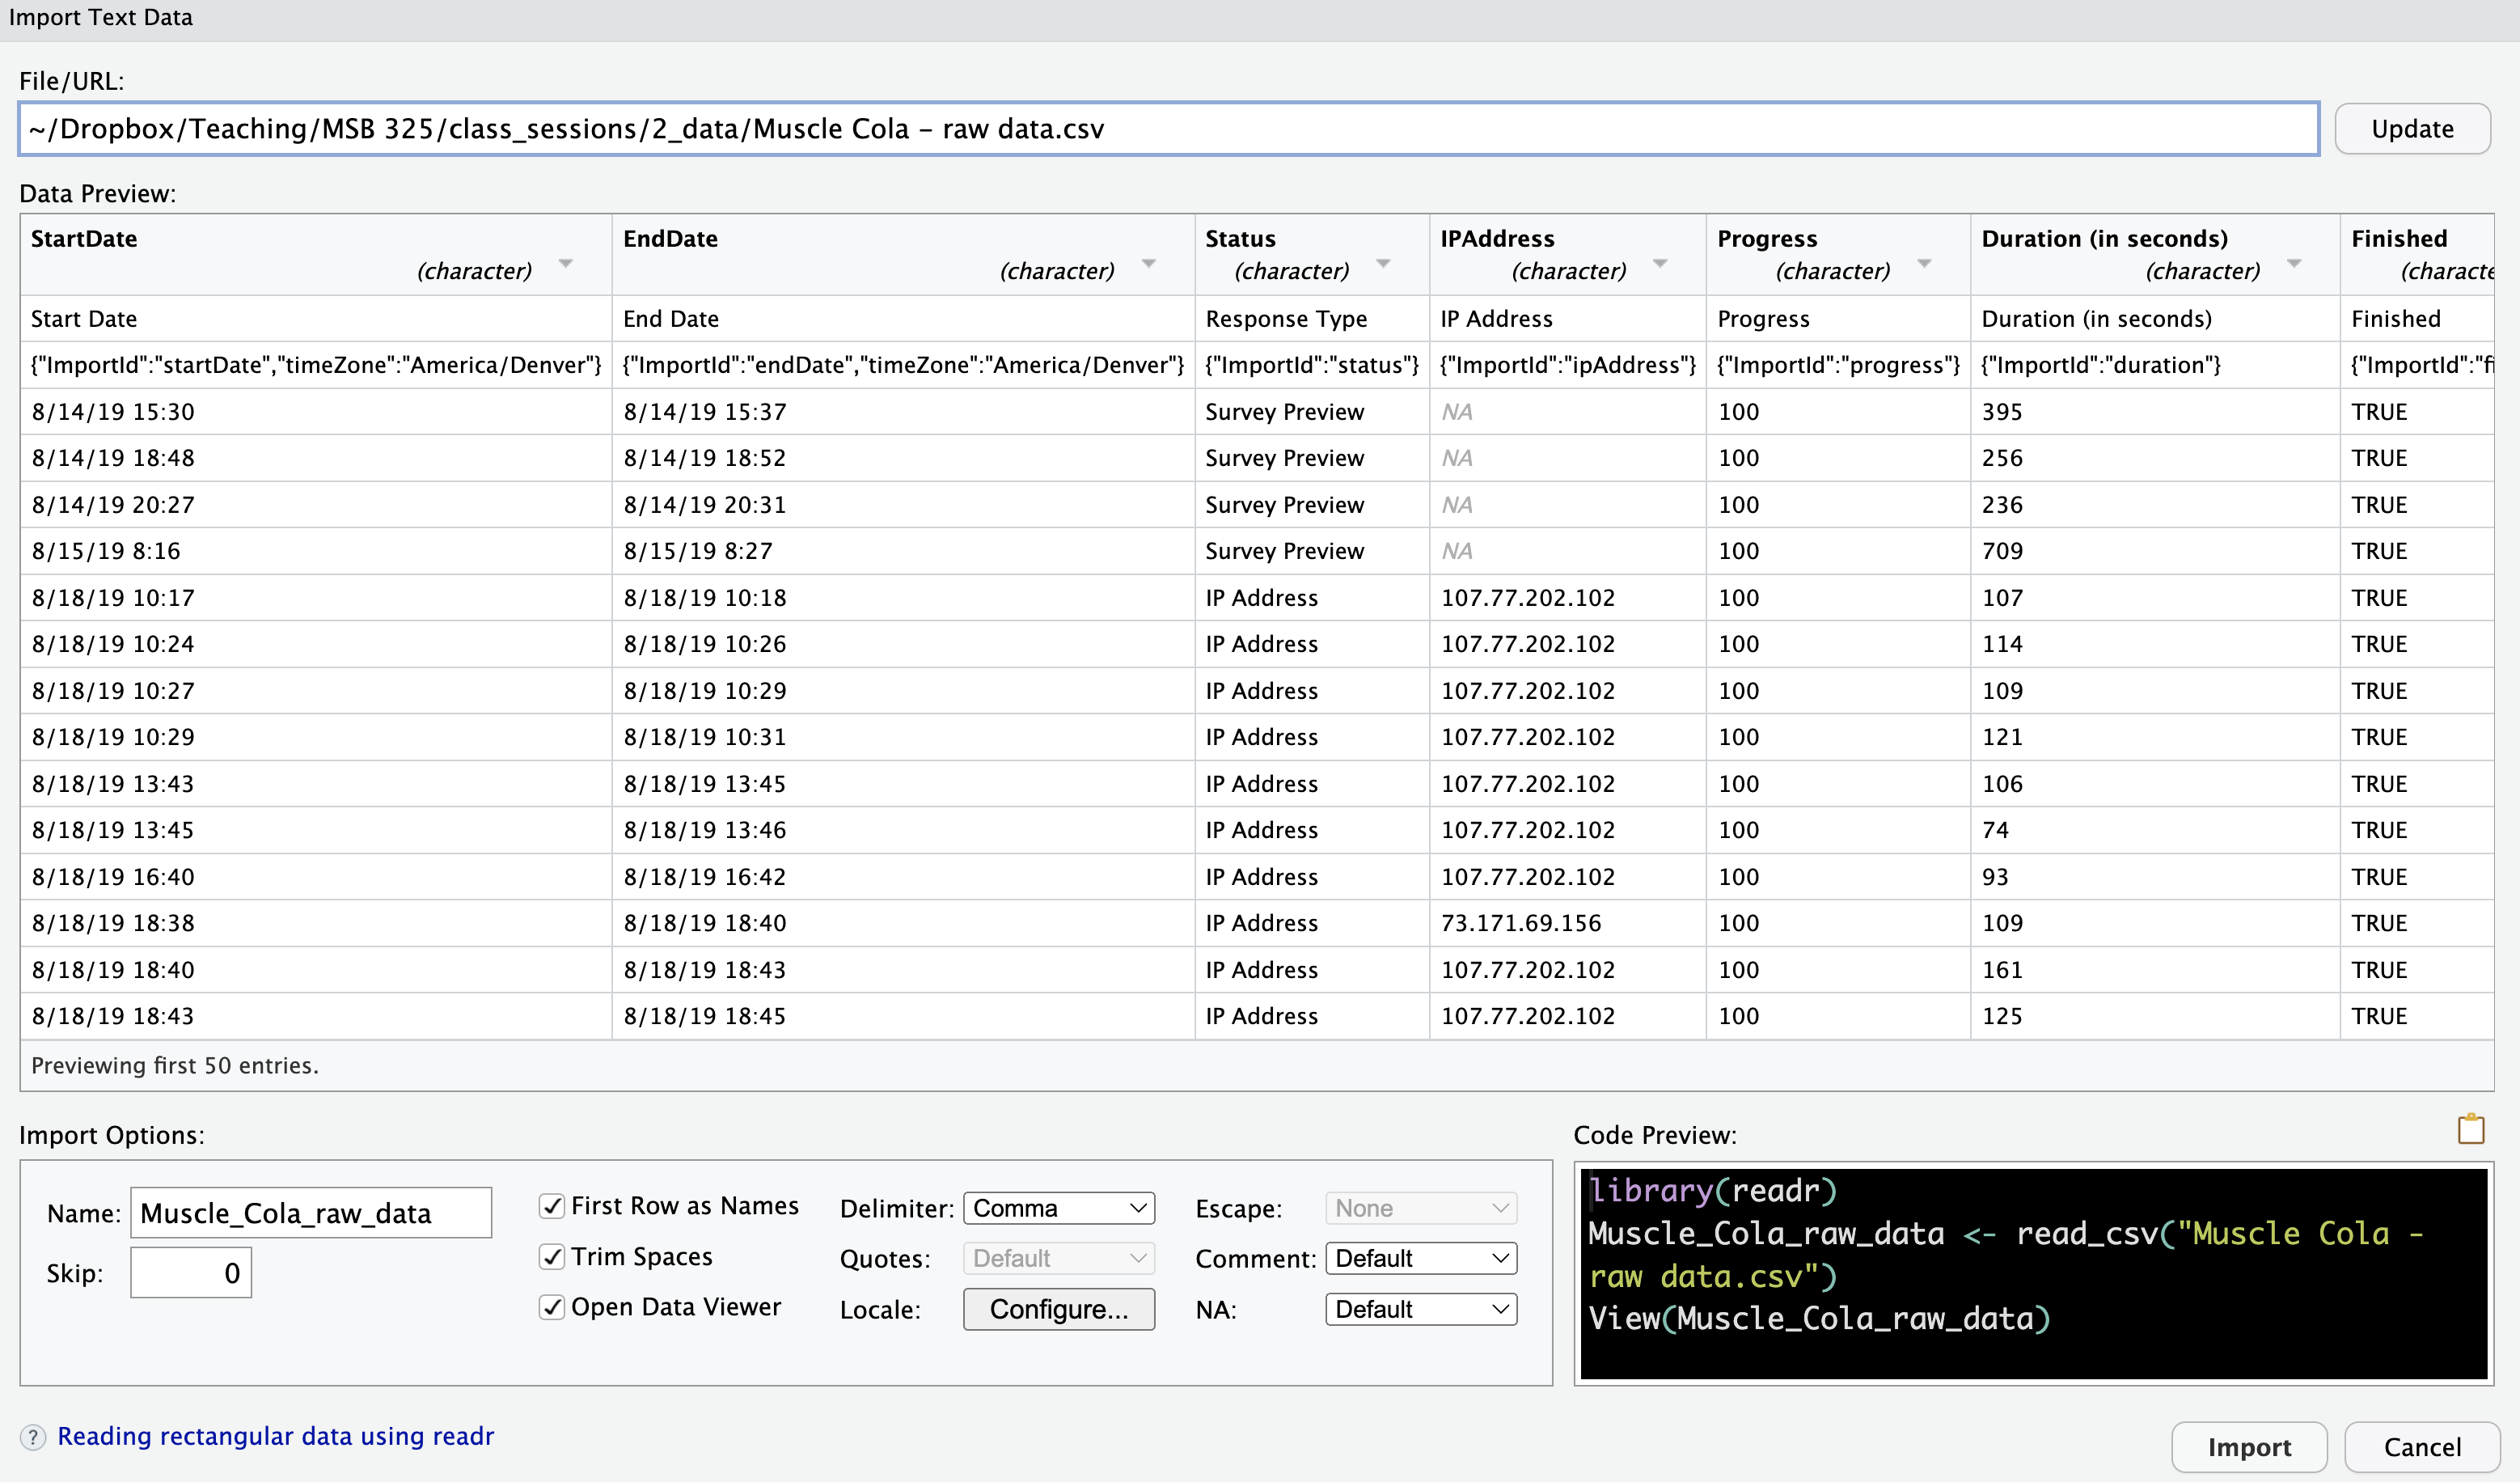 Import Text Data
File/URL:
~/Dropbox/Teaching/MSB 325/class_sessions/2_data/Muscle Cola – raw data.csv
Update
Data Preview:
StartDate EndDate Status IPAddress Progress Duration (in seconds) Finished
(character) (character) (character) (character) (character) (character) (characte
Start Date End Date Response Type IP Address Progress Duration (in seconds) Finished
{"ImportId":"startDate","timeZone":"America/Denver"} {"ImportId":"endDate","timeZone":"America/Denver"} {"ImportId":"status"} {"ImportId":"ipAddress"} {"ImportId":"progress"} {"ImportId":"duration"} {"ImportId":"fi
8/14/19 15:30 8/14/19 15:37 Survey Preview NA 100 395 TRUE
8/14/19 18:48 8/14/19 18:52 Survey Preview NA 100 256 TRUE
8/14/19 20:27 8/14/19 20:31 Survey Preview NA 100 236 TRUE
8/15/19 8:16 8/15/19 8:27 Survey Preview NA 100 709 TRUE
8/18/19 10:17 8/18/19 10:18 IP Address 107.77.202.102 100 107 TRUE
8/18/19 10:24 8/18/19 10:26 IP Address 107.77.202.102 100 114 TRUE
8/18/19 10:27 8/18/19 10:29 IP Address 107.77.202.102 100 109 TRUE
8/18/19 10:29 8/18/19 10:31 IP Address 107.77.202.102 100 121 TRUE
8/18/19 13:43 8/18/19 13:45 IP Address 107.77.202.102 100 106 TRUE
8/18/19 13:45 8/18/19 13:46 IP Address 107.77.202.102 100 74 TRUE
8/18/19 16:40 8/18/19 16:42 IP Address 107.77.202.102 100 93 TRUE
8/18/19 18:38 8/18/19 18:40 IP Address 73.171.69.156 100 109 TRUE
8/18/19 18:40 8/18/19 18:43 IP Address 107.77.202.102 100 161 TRUE
8/18/19 18:43 8/18/19 18:45 IP Address 107.77.202.102 100 125 TRUE
Previewing first 50 entries.
Import Options:
Name: Muscle_Cola_raw_data
Skip: 0
First Row as Names
Trim Spaces
Open Data Viewer
Delimiter: Comma
Quotes: Default
Locale: Configure...
Escape: None
Comment: Default
NA: Default
Code Preview:
library(readr)
Muscle_Cola_raw_data <- read_csv("Muscle Cola -
raw data.csv")
View(Muscle_Cola_raw_data)
? Reading rectangular data using readr
Import
Cancel